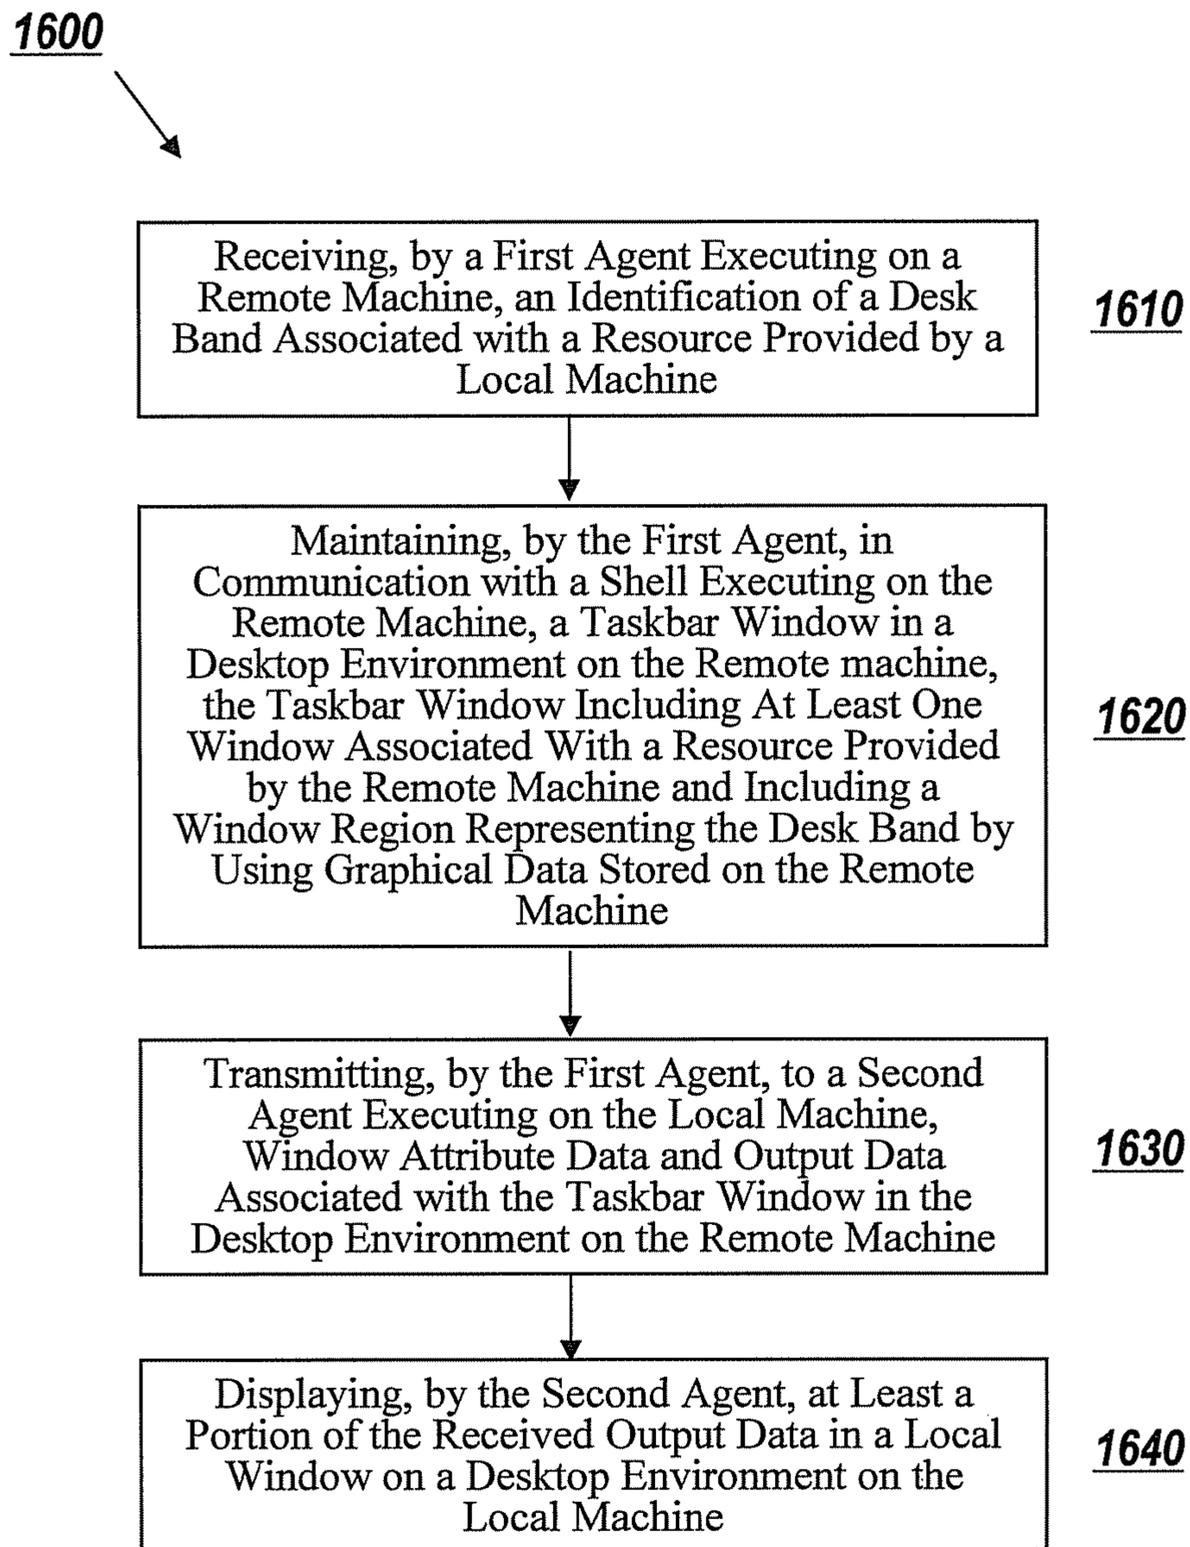 1600
Receiving, by a First Agent Executing on a
Remote Machine, an Identification of a Desk
Band Associated with a Resource Provided by a
Local Machine
1610
Maintaining, by the First Agent, in
Communication with a Shell Executing on the
Remote Machine, a Taskbar Window in a
Desktop Environment on the Remote machine,
the Taskbar Window Including At Least One
Window Associated With a Resource Provided
by the Remote Machine and Including a
Window Region Representing the Desk Band by
Using Graphical Data Stored on the Remote
Machine
1620
Transmitting, by the First Agent, to a Second
Agent Executing on the Local Machine,
Window Attribute Data and Output Data
Associated with the Taskbar Window in the
Desktop Environment on the Remote Machine
1630
Displaying, by the Second Agent, at Least a
Portion of the Received Output Data in a Local
Window on a Desktop Environment on the
Local Machine
1640